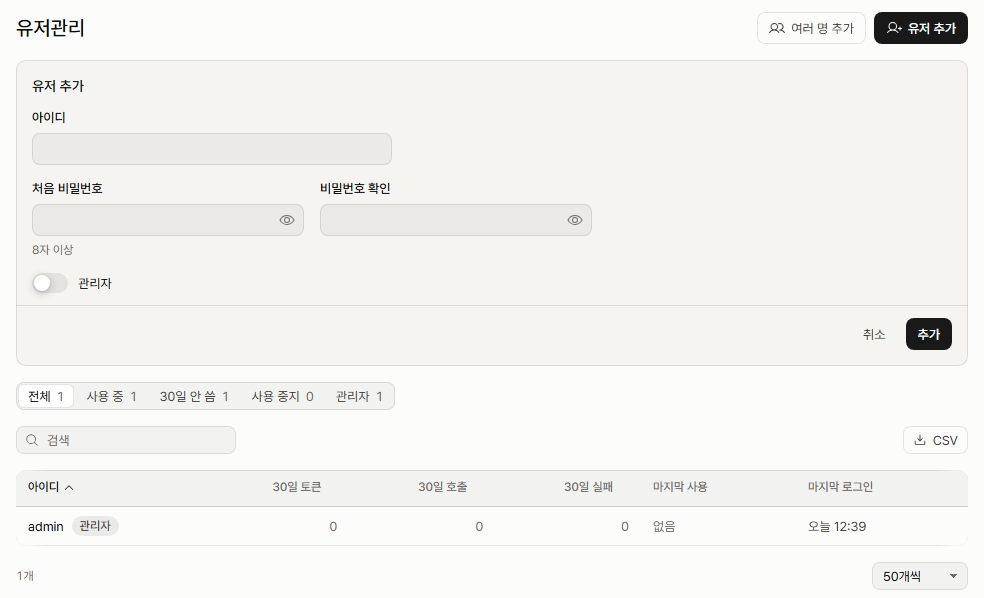 유저관리
여러 명 추가
유저 추가
유저 추가
아이디
처음 비밀번호 비밀번호 확인
8자 이상
관리자
취소 추가
전체 1 사용 중 1 30일 안 씀 1 사용 중지 0 관리자 1
검색
CSV
아이디 30일 토큰 30일 호출 30일 실패 마지막 사용 마지막 로그인
admin 관리자 0 0 0 없음 오늘 12:39
1개
50개씩